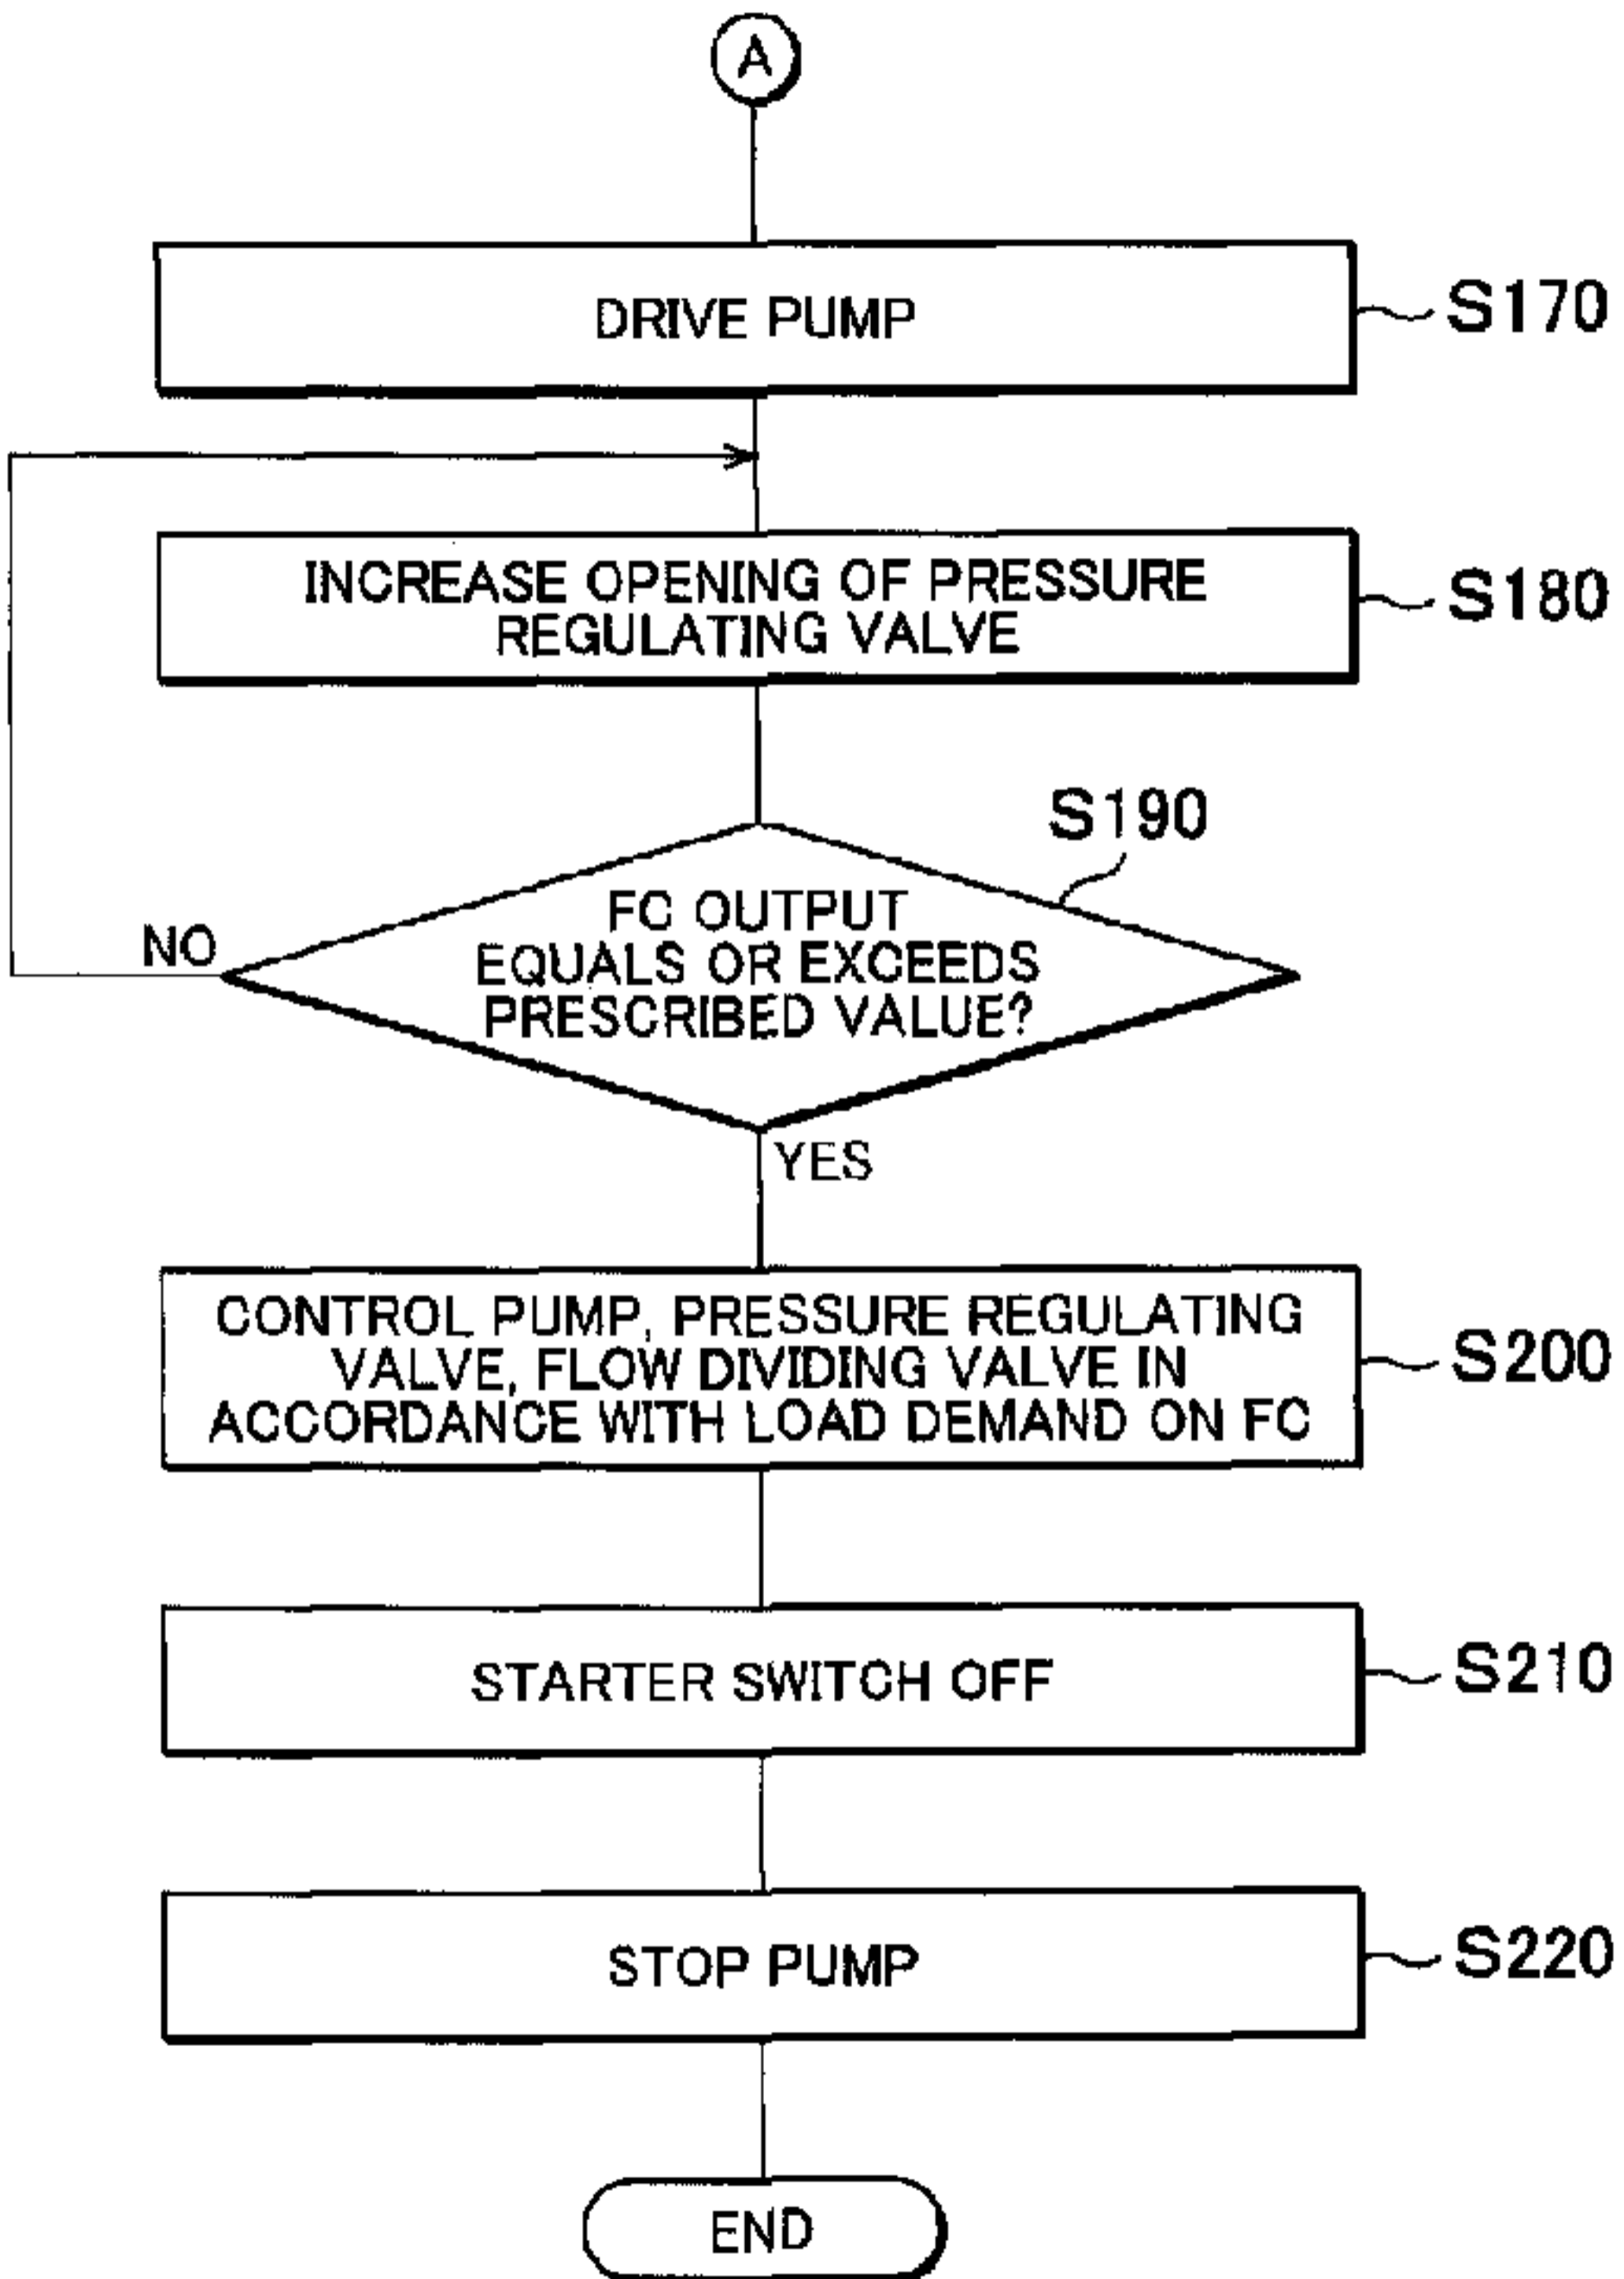 A
DRIVE PUMP
S170
INCREASE OPENING OF PRESSURE
REGULATING VALVE
S180
S190
FC OUTPUT
EQUALS OR EXCEEDS
PRESCRIBED VALUE?
NO
YES
CONTROL PUMP, PRESSURE REGULATING
VALVE, FLOW DIVIDING VALVE IN
ACCORDANCE WITH LOAD DEMAND ON FC
S200
STARTER SWITCH OFF
S210
STOP PUMP
S220
END